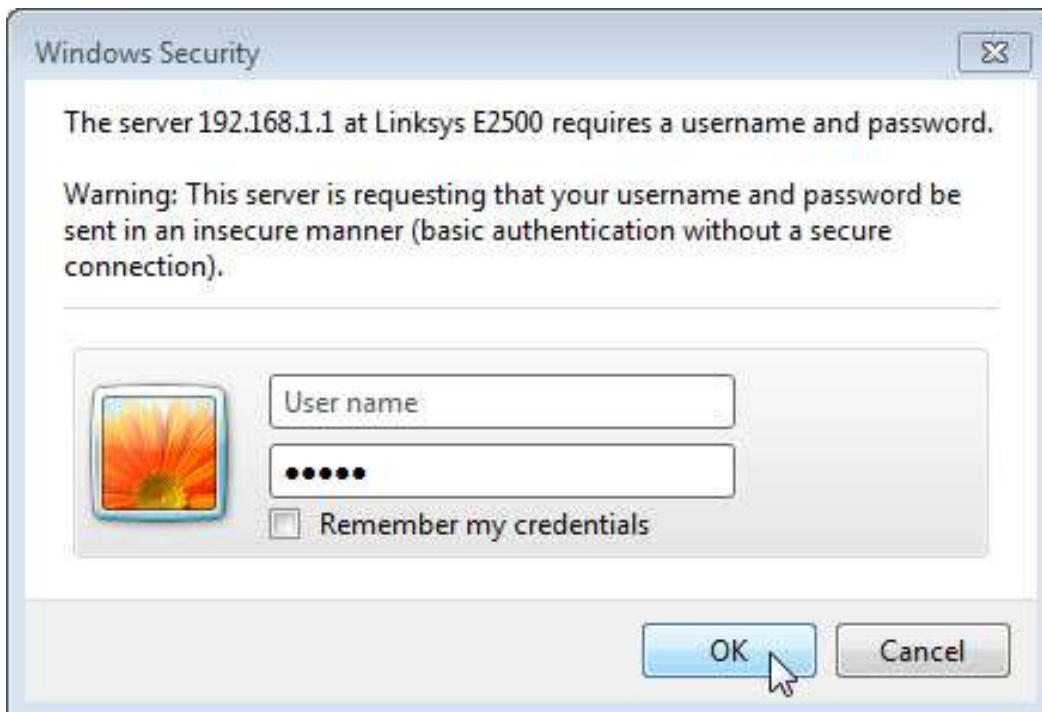 Windows Security
The server 192.168.1.1 at Linksys E2500 requires a username and password.
Warning: This server is requesting that your username and password be
sent in an insecure manner (basic authentication without a secure
connection).
User name
●●●●●
Remember my credentials
OK
Cancel